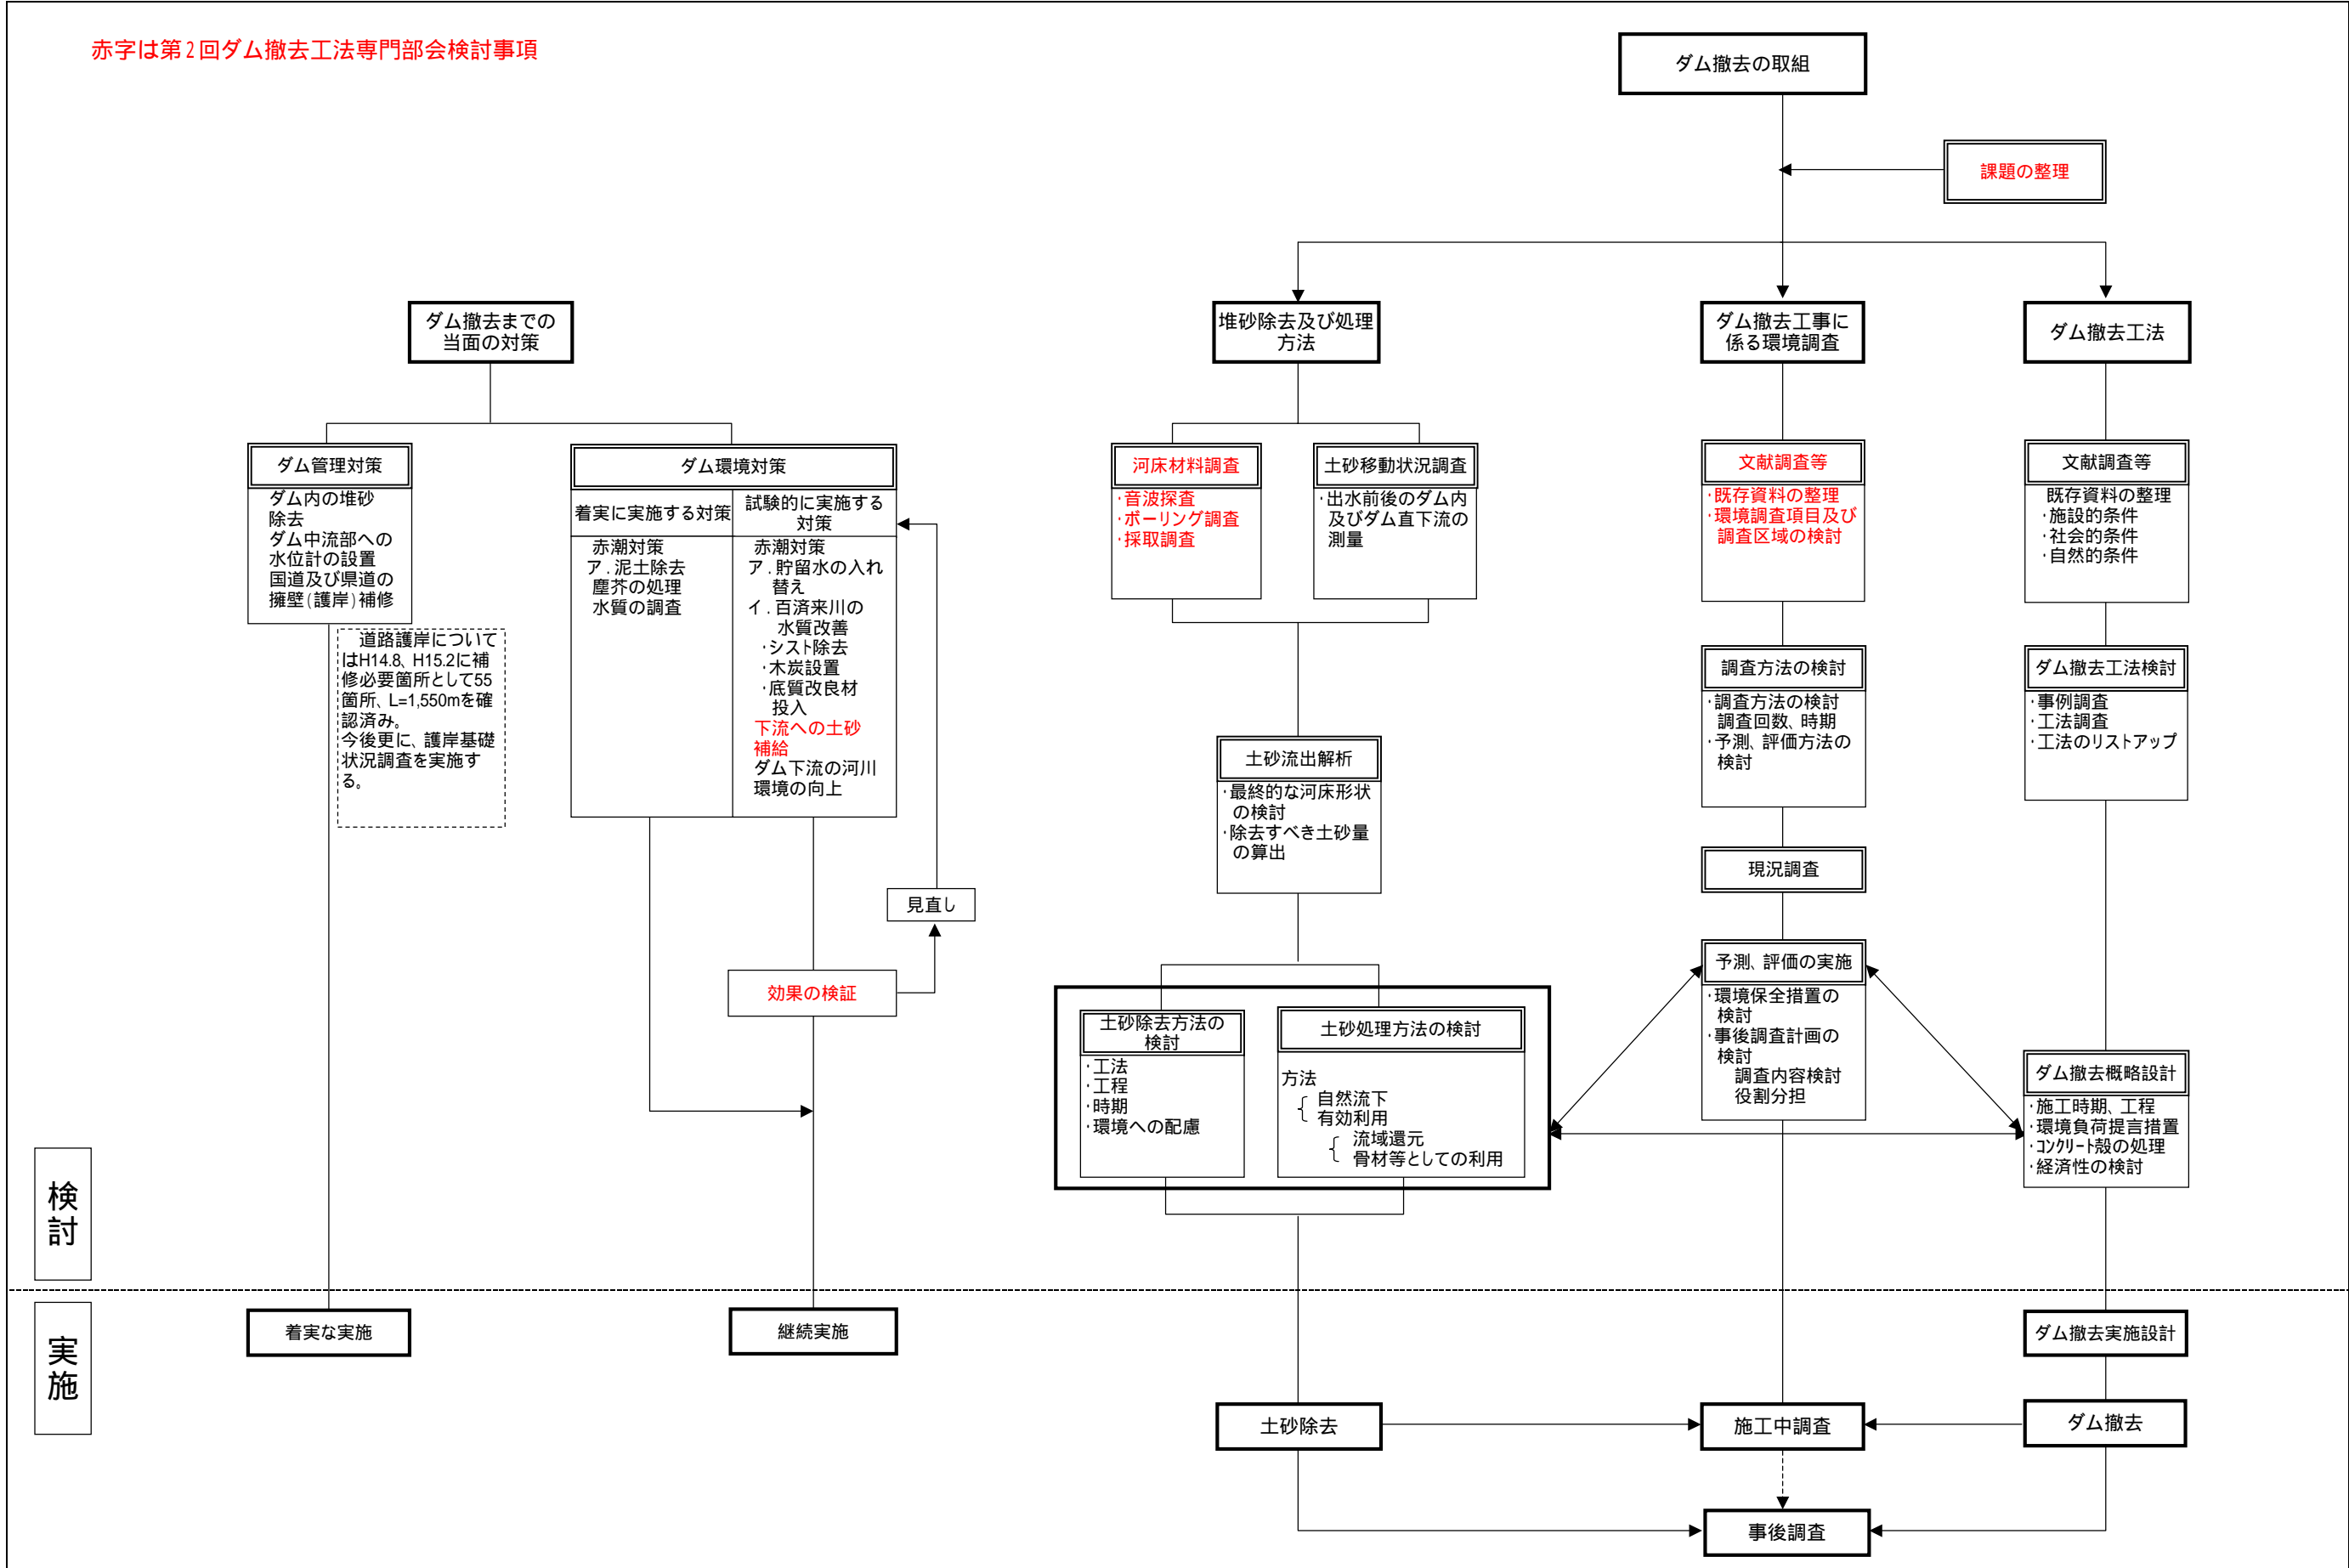 赤字は第2回ダム撤去工法専門部会検討事項
ダム撤去の取組
課題の整理
ダム撤去までの
当面の対策
堆砂除去及び処理
方法
ダム撤去工事に
係る環境調査
ダム撤去工法
ダム管理対策
ダム内の堆砂
除去
ダム中流部への
水位計の設置
国道及び県道の
擁壁(護岸)補修
道路護岸について
はH14.8、H15.2に補
修必要箇所として55
箇所、L=1,550mを確
認済み。
今後更に、護岸基礎
状況調査を実施す
る。
ダム環境対策
着実に実施する対策
赤潮対策
ア.泥土除去
塵芥の処理
水質の調査
試験的に実施する
対策
赤潮対策
ア.貯留水の入れ
替え
イ.百済来川の
水質改善
・シスト除去
・木炭設置
・底質改良材
投入
下流への土砂
補給
ダム下流の河川
環境の向上
見直し
効果の検証
河床材料調査
・音波探査
・ボーリング調査
・採取調査
土砂移動状況調査
・出水前後のダム内
及びダム直下流の
測量
土砂流出解析
・最終的な河床形状
の検討
・除去すべき土砂量
の算出
土砂除去方法の
検討
・工法
・工程
・時期
・環境への配慮
土砂処理方法の検討
方法
自然流下
有効利用
流域還元
骨材等としての利用
文献調査等
・既存資料の整理
・環境調査項目及び
調査区域の検討
調査方法の検討
・調査方法の検討
調査回数、時期
・予測、評価方法の
検討
現況調査
予測、評価の実施
・環境保全措置の
検討
・事後調査計画の
検討
調査内容検討
役割分担
文献調査等
既存資料の整理
・施設的条件
・社会的条件
・自然的条件
ダム撤去工法検討
・事例調査
・工法調査
・工法のリストアップ
ダム撤去概略設計
・施工時期、工程
・環境負荷提言措置
・コンクリート殻の処理
・経済性の検討
検討
実施
着実な実施
継続実施
ダム撤去実施設計
土砂除去
施工中調査
ダム撤去
事後調査